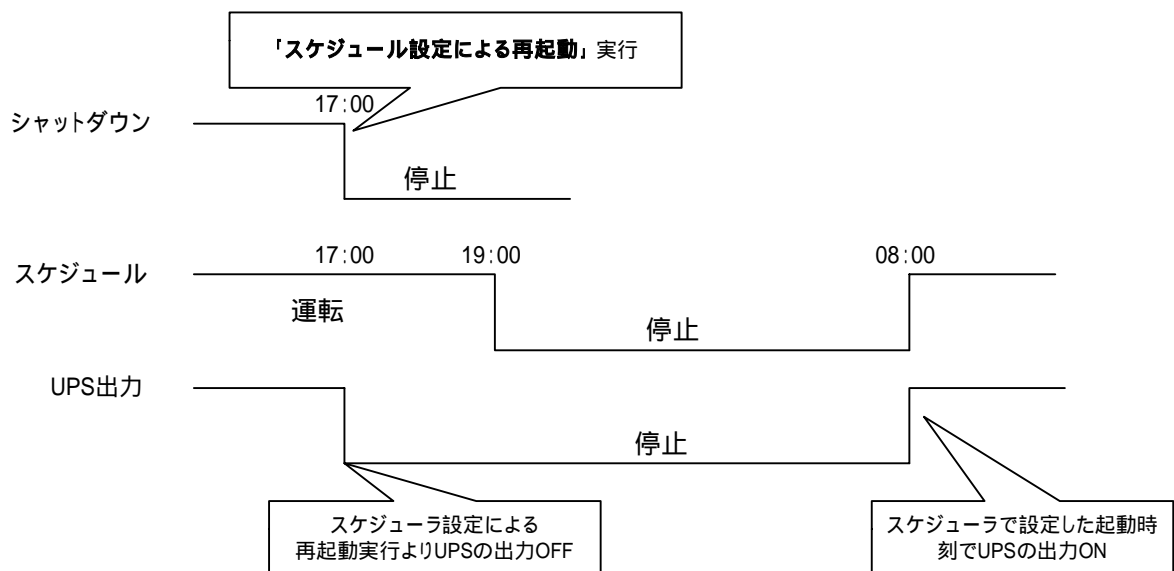 「スケジュール設定による再起動」実行
17:00
シャットダウン
停止
17:00
19:00
08:00
スケジュール
運転
停止
UPS出力
停止
スケジューラ設定による
再起動実行よりUPSの出力OFF
スケジューラで設定した起動時
刻でUPSの出力ON